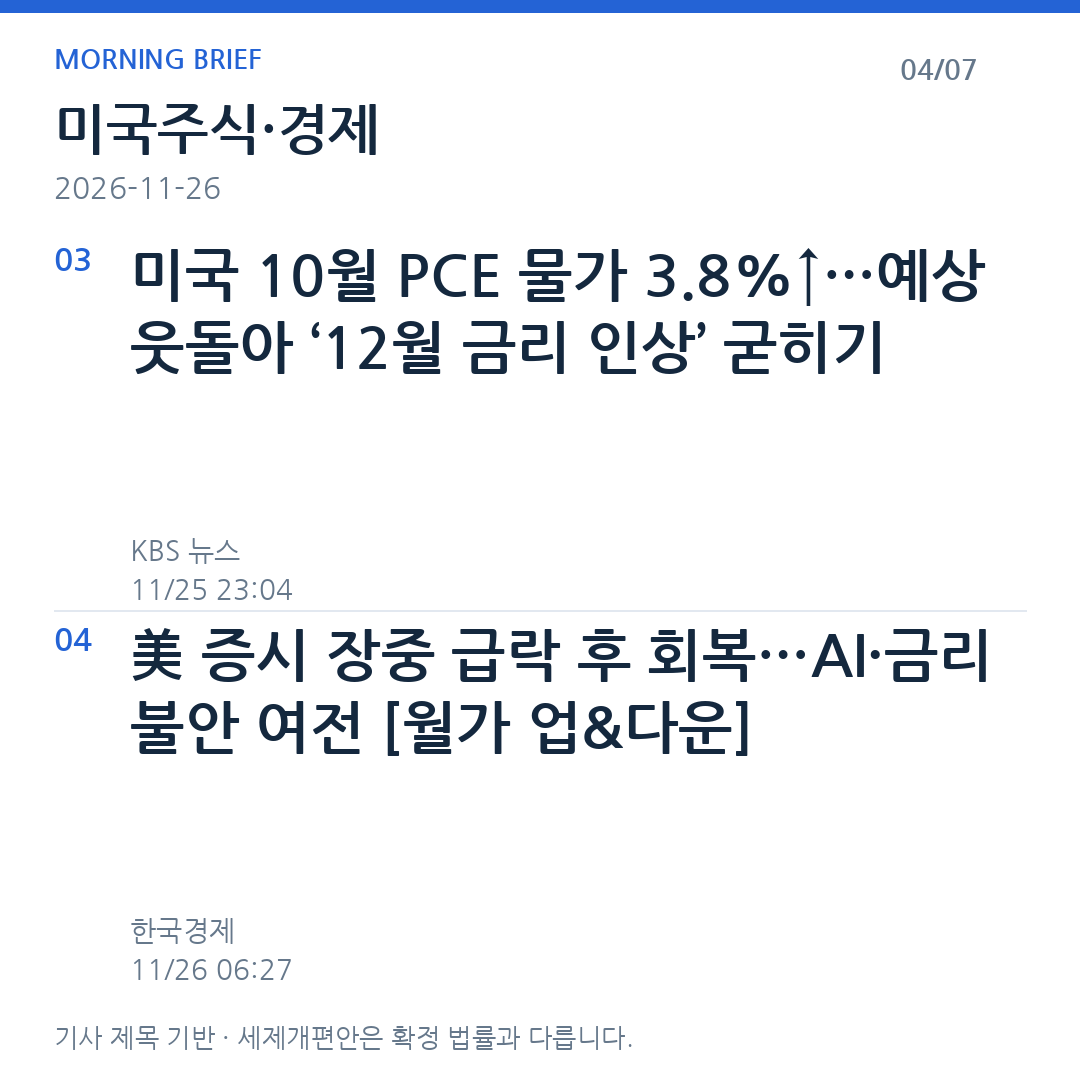 MORNING BRIEF
04/07
미국주식·경제
2026-11-26
03
미국 10월 PCE 물가 3.8%↑…예상
웃돌아 ‘12월 금리 인상’ 굳히기
KBS 뉴스
11/25 23:04
04
美 증시 장중 급락 후 회복…AI·금리
불안 여전 [월가 업&다운]
한국경제
11/26 06:27
기사 제목 기반 · 세제개편안은 확정 법률과 다릅니다.